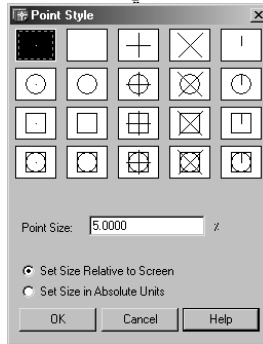 Point Style
Point Size:
5.0000
%
Set Size Relative to Screen
Set Size in Absolute Units
OK
Cancel
Help